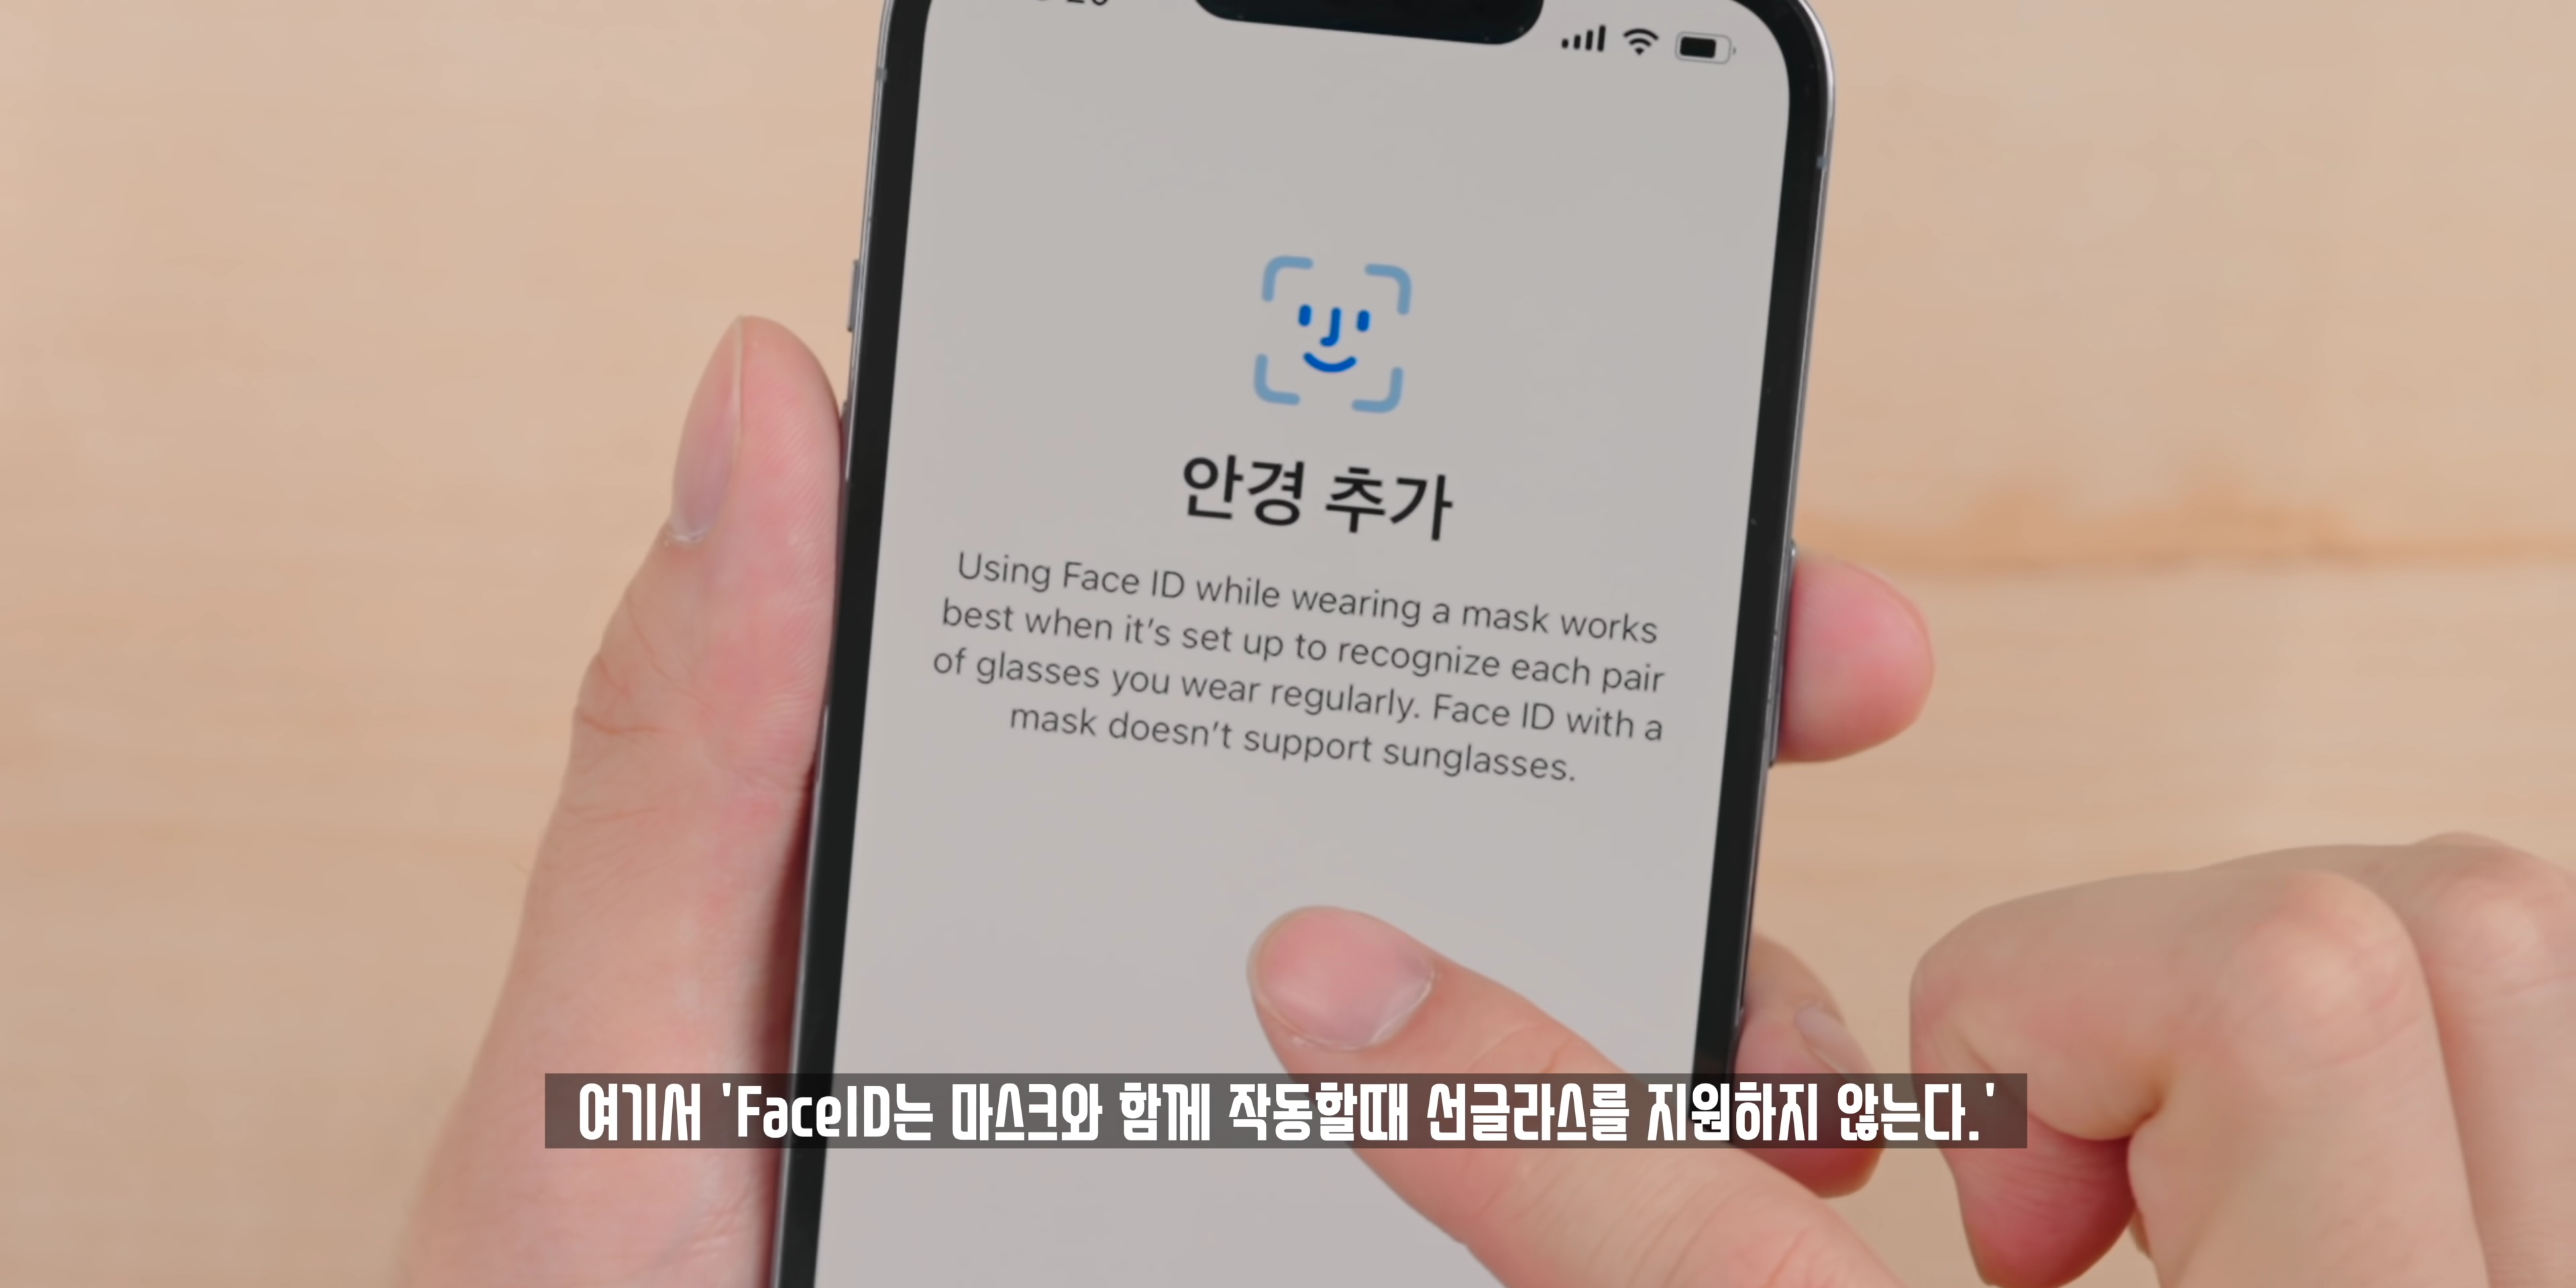 안경 추가
Using Face ID while wearing a mask works
best when it's set up to recognize each pair
of glasses you wear regularly. Face ID with a
mask doesn't support sunglasses.
여기서 'FaceID는 마스크와 함께 작동할때 선글라스를 지원하지 않는다.'